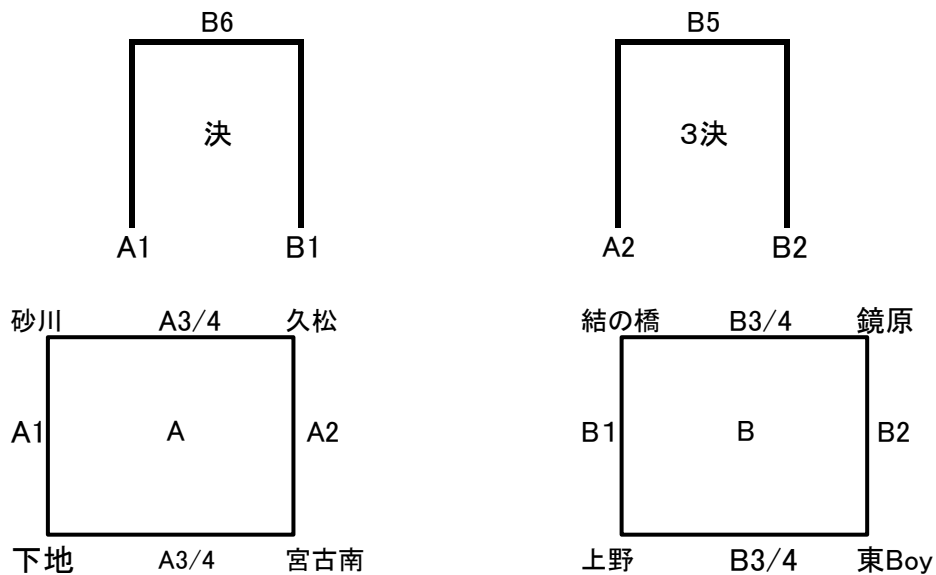 B6 B5
決 3決
A1 B1 A2 B2
砂川 A3/4 久松 結の橋 B3/4 鏡原
A1 A A2 B1 B B2
下地 A3/4 宮古南 上野 B3/4 東Boy